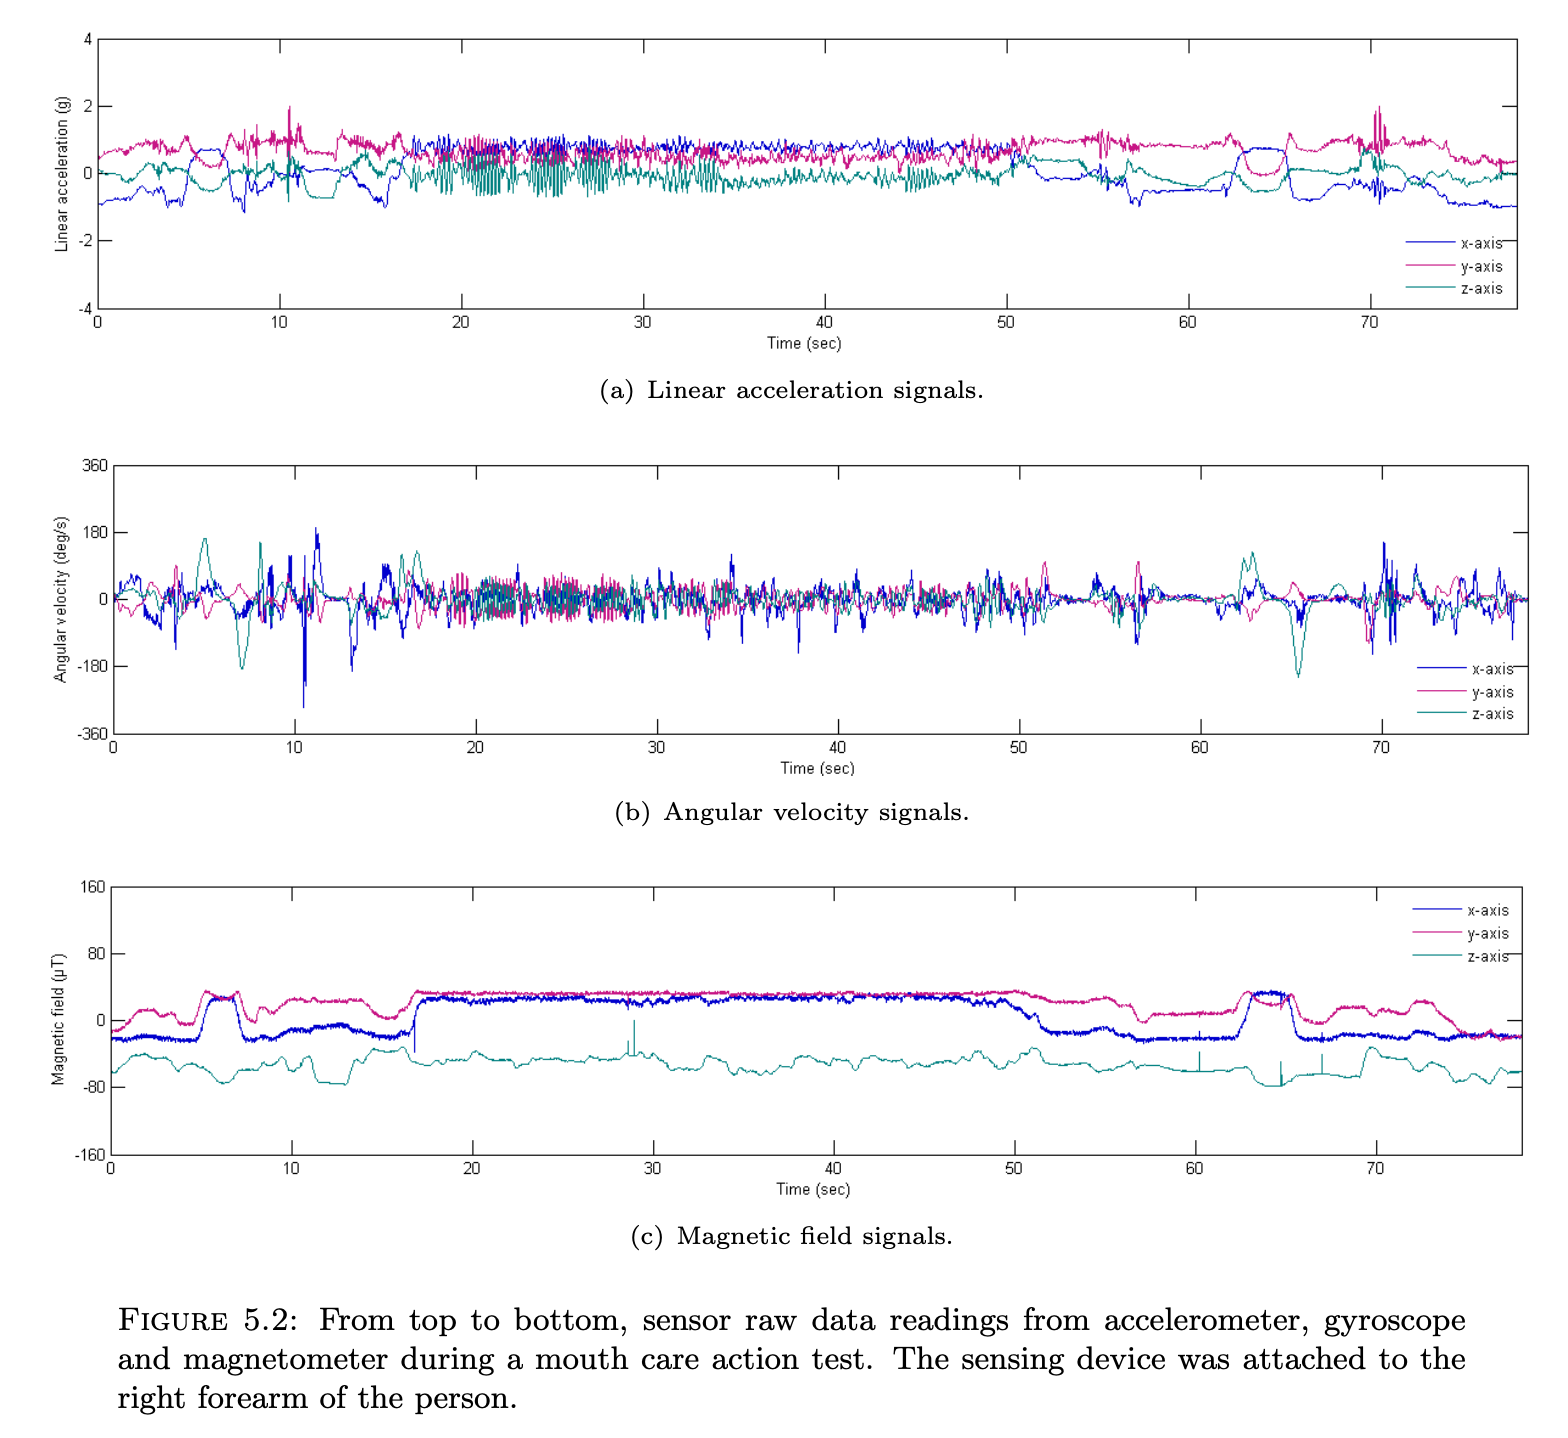 4
2
0
-2
-4
Linear acceleration (g)
x-axis
y-axis
z-axis
0 10 20 30 40 50 60 70
Time (sec)
(a) Linear acceleration signals.
360
180
0
-180
-360
Angular velocity (deg/s)
x-axis
y-axis
z-axis
0 10 20 30 40 50 60 70
Time (sec)
(b) Angular velocity signals.
160
80
0
-80
-160
Magnetic field (µT)
x-axis
y-axis
z-axis
0 10 20 30 40 50 60 70
Time (sec)
(c) Magnetic field signals.
FIGURE 5.2: From top to bottom, sensor raw data readings from accelerometer, gyroscope
and magnetometer during a mouth care action test. The sensing device was attached to the
right forearm of the person.